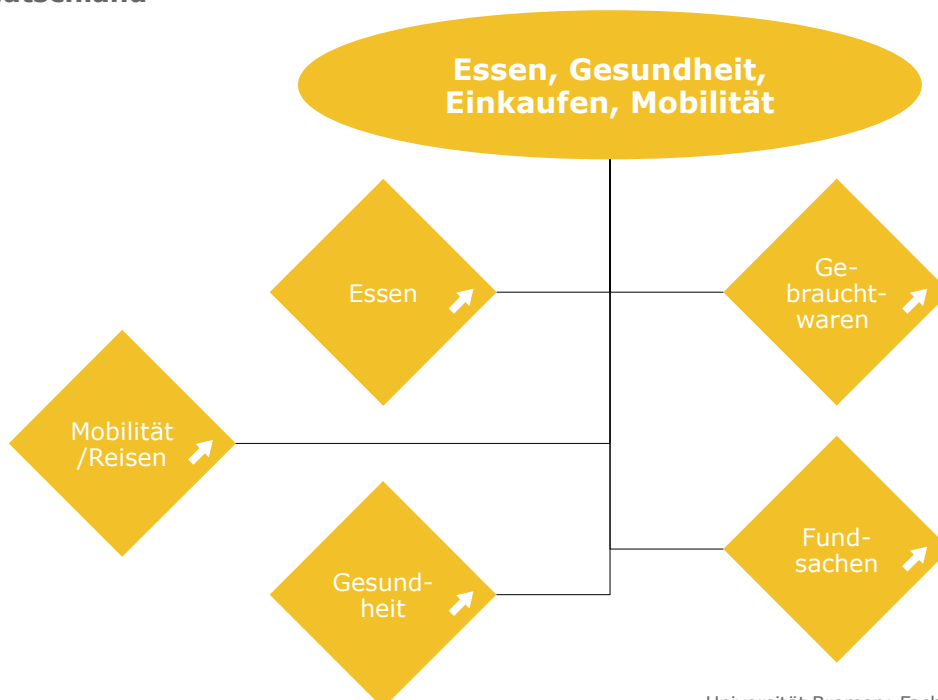 Essen, Gesundheit,
Einkaufen, Mobilität
Essen
Ge-
braucht-
waren
Mobilität
/Reisen
Fund-
sachen
Gesund-
heit